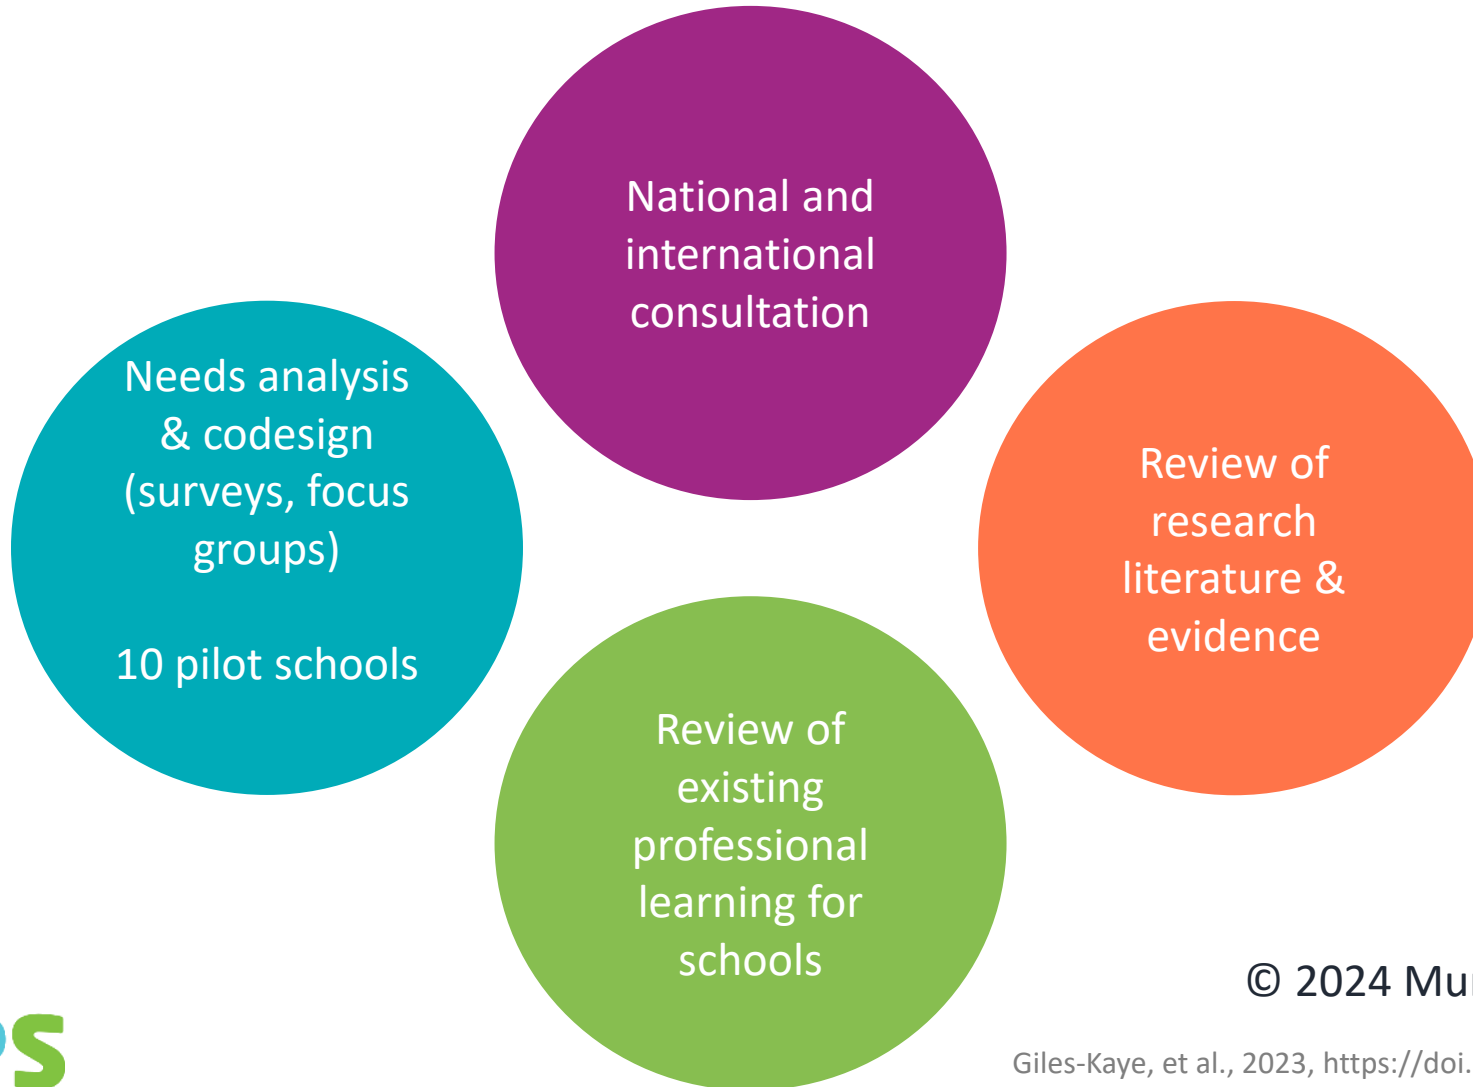 National and
international
consultation
Needs analysis
& codesign
(surveys, focus
groups)
10 pilot schools
Review of
research
literature &
evidence
Review of
existing
professional
learning for
schools
© 2024 Mur
Giles-Kaye, et al., 2023, https://doi.